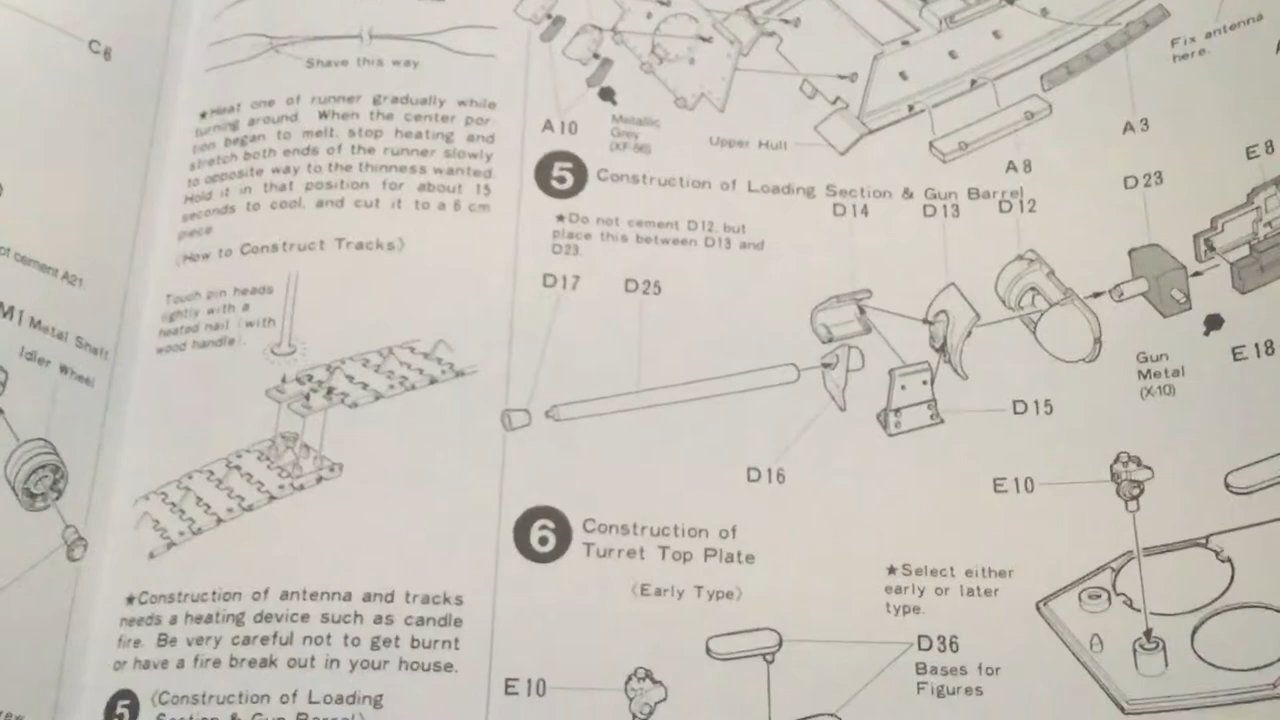 C6
ot cement A21
M1 Metal Shaft
Idler Wheel
Shave this way
★Heat one of runner gradually while
turning around. When the center por-
tion began to melt, stop heating and
stretch both ends of the runner slowly
to opposite way to the thinness wanted.
Hold it in that position for about 15
seconds to cool, and cut it to a 6 cm
piece.
《How to Construct Tracks》
Touch pin heads
lightly with a
heated nail (with
wood handle).
★Construction of antenna and tracks
needs a heating device such as candle
fire. Be very careful not to get burnt
or have a fire break out in your house.
5
《Construction of Loading
Section & Gun Barrel》
A10
Metallic
Grey
(XF-56)
Upper Hull
A8
A3
Fix antenna
here.
5 Construction of Loading Section & Gun Barrel
★Do not cement D12, but
place this between D13 and
D23.
D17
D25
D14
D13
D12
D23
E8
E18
Gun
Metal
(X-10)
D15
D16
6 Construction of
Turret Top Plate
《Early Type》
★Select either
early or later
type.
E10
E10
D36
Bases for
Figures